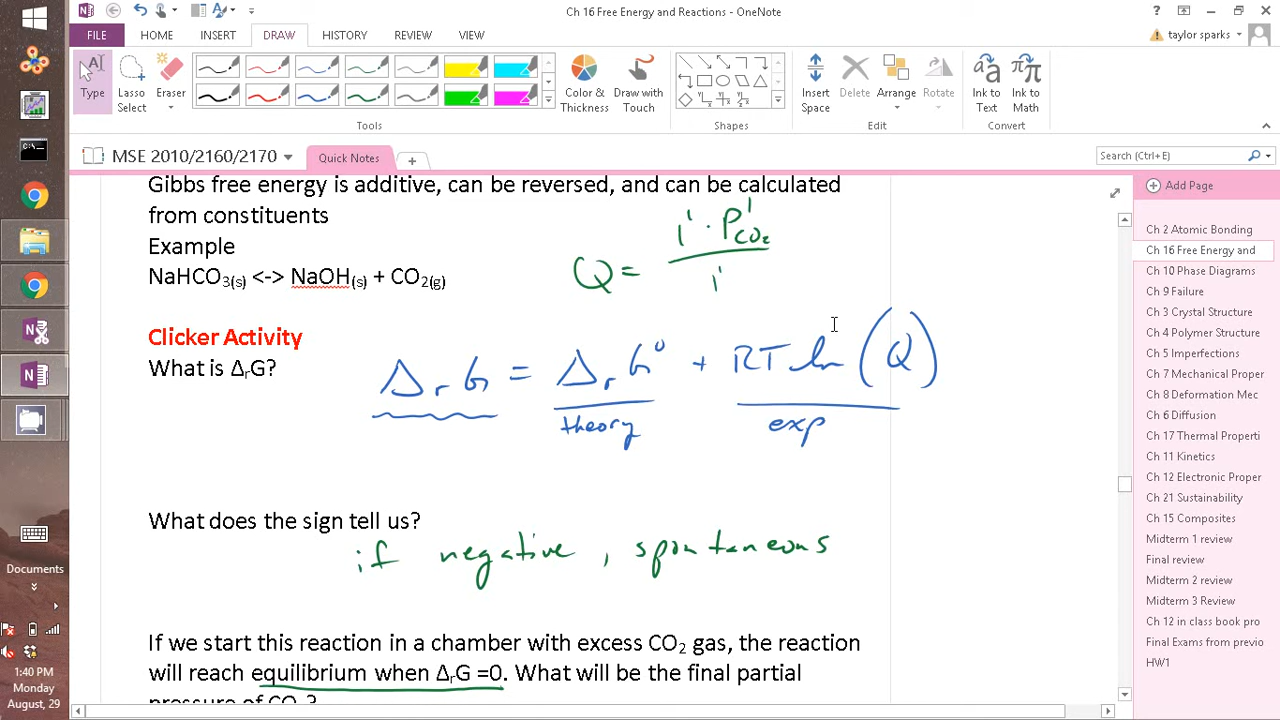 Ch 16 Free Energy and Reactions - OneNote
FILE HOME INSERT DRAW HISTORY REVIEW VIEW
taylor sparks
Type
Lasso Select
Eraser
Color & Thickness
Draw with Touch
Insert Space
Delete
Arrange
Rotate
Ink to Text
Ink to Math
Tools
Shapes
Edit
Convert
MSE 2010/2160/2170
Quick Notes
Search (Ctrl+E)
Add Page
Ch 2 Atomic Bonding
Ch 16 Free Energy and
Ch 10 Phase Diagrams
Ch 9 Failure
Ch 3 Crystal Structure
Ch 4 Polymer Structure
Ch 5 Imperfections
Ch 7 Mechanical Proper
Ch 8 Deformation Mec
Ch 6 Diffusion
Ch 17 Thermal Properti
Ch 11 Kinetics
Ch 12 Electronic Proper
Ch 21 Sustainability
Ch 15 Composites
Midterm 1 review
Final review
Midterm 2 review
Midterm 3 Review
Ch 12 in class book pro
Final Exams from previo
HW0
Gibbs free energy is additive, can be reversed, and can be calculated
from constituents
Example
NaHCO₃(s) <-> NaOH(s) + CO₂(g)
Q = 1¹ · P¹CO₂ / 1¹
Clicker Activity
What is ΔᵣG?
ΔᵣG = ΔᵣG⁰ + RT ln (Q)
theory exp
What does the sign tell us?
if negative, spontaneous
If we start this reaction in a chamber with excess CO₂ gas, the reaction
will reach equilibrium when ΔᵣG =0. What will be the final partial
pressure of CO₂?
Documents
1:40 PM
Monday
August, 29